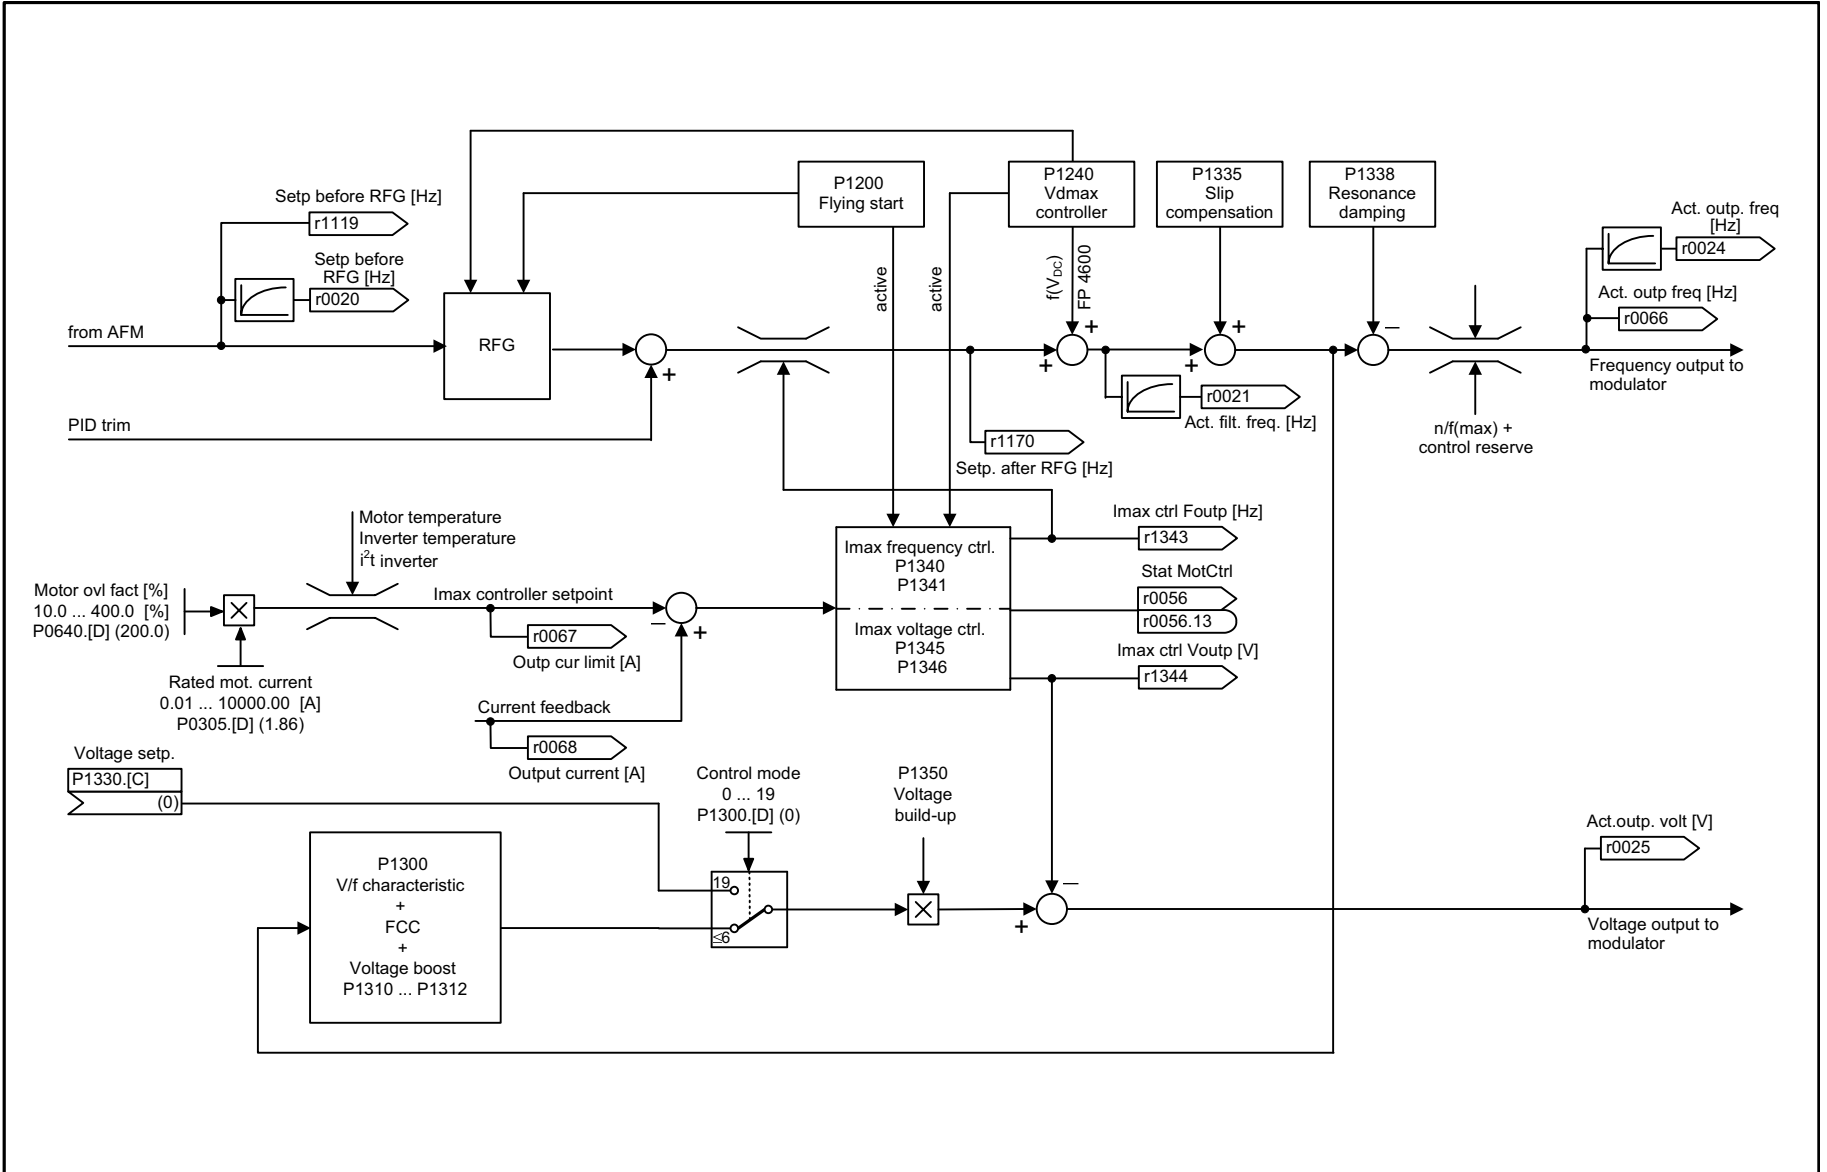 P1200
Flying start
P1240
Vdmax
controller
P1335
Slip
compensation
P1338
Resonance
damping
Setp before RFG [Hz]
r1119
Setp before
RFG [Hz]
r0020
from AFM
RFG
+
PID trim
active
active
f(VDC)
FP 4600
+
+
+
+
–
r0021
Act. filt. freq. [Hz]
r1170
Setp. after RFG [Hz]
Act. outp. freq
[Hz]
r0024
Act. outp freq [Hz]
r0066
Frequency output to
modulator
n/f(max) +
control reserve
Motor temperature
Inverter temperature
i2t inverter
Motor ovl fact [%]
10.0 ... 400.0 [%]
P0640.[D] (200.0)
×
Rated mot. current
0.01 ... 10000.00 [A]
P0305.[D] (1.86)
Imax controller setpoint
r0067
Outp cur limit [A]
–
+
Current feedback
r0068
Output current [A]
Imax frequency ctrl.
P1340
P1341
Imax voltage ctrl.
P1345
P1346
Imax ctrl Foutp [Hz]
r1343
Stat MotCtrl
r0056
r0056.13
Imax ctrl Voutp [V]
r1344
Voltage setp.
P1330.[C]
(0)
Control mode
0 ... 19
P1300.[D] (0)
19
≤6
P1350
Voltage
build-up
×
–
+
P1300
V/f characteristic
+
FCC
+
Voltage boost
P1310 ... P1312
Act.outp. volt [V]
r0025
Voltage output to
modulator